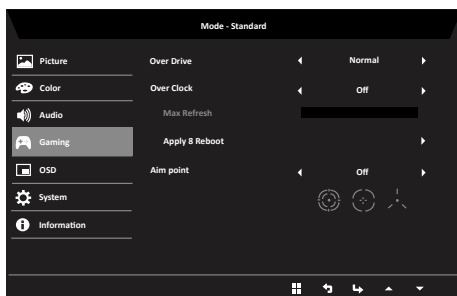 Mode - Standard
Picture
Color
Audio
Gaming
OSD
System
Information
Over Drive
Normal
Over Clock
Off
Max Refresh
Apply 8 Reboot
Aim point
Off